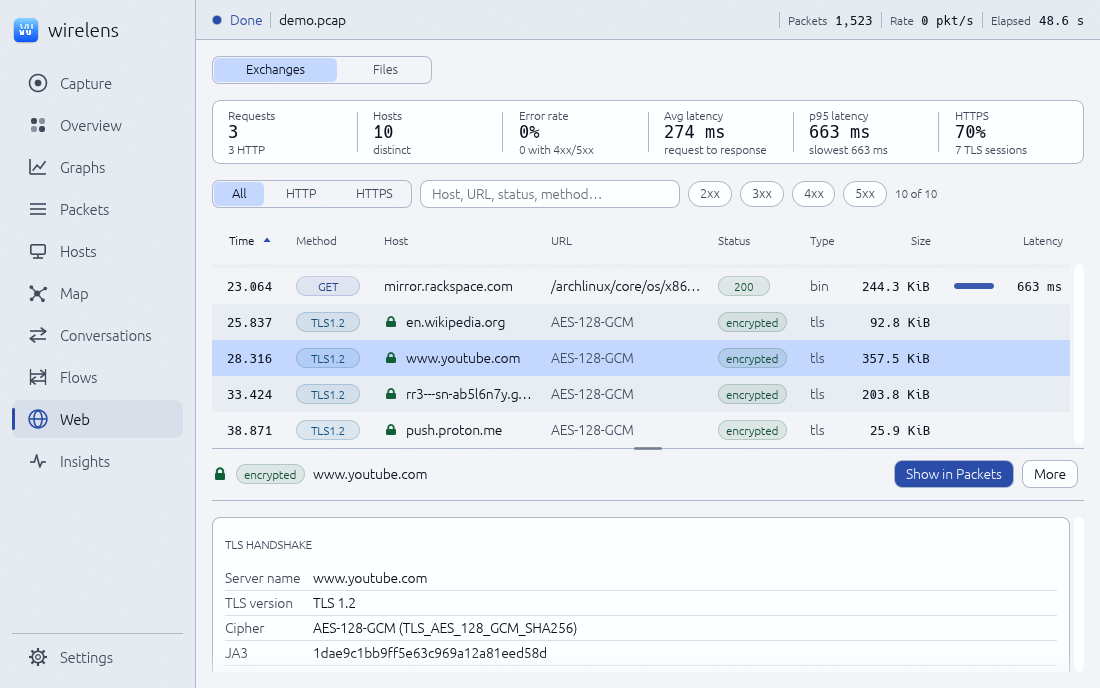 wirelens
Capture
Overview
Graphs
Packets
Hosts
Map
Conversations
Flows
Web
Insights
Settings
Done demo.pcap Packets 1,523 Rate 0 pkt/s Elapsed 48.6 s
Exchanges Files
Requests Hosts Error rate Avg latency p95 latency HTTPS
3 10 0% 274 ms 663 ms 70%
3 HTTP distinct 0 with 4xx/5xx request to response slowest 663 ms 7 TLS sessions
All HTTP HTTPS Host, URL, status, method... 2xx 3xx 4xx 5xx 10 of 10
Time Method Host URL Status Type Size Latency
23.064 GET mirror.rackspace.com /archlinux/core/os/x86... 200 bin 244.3 KiB 663 ms
25.837 TLS1.2 en.wikipedia.org AES-128-GCM encrypted tls 92.8 KiB
28.316 TLS1.2 www.youtube.com AES-128-GCM encrypted tls 357.5 KiB
33.424 TLS1.2 rr3---sn-ab5l6n7y.g... AES-128-GCM encrypted tls 203.8 KiB
38.871 TLS1.2 push.proton.me AES-128-GCM encrypted tls 25.9 KiB
encrypted www.youtube.com Show in Packets More
TLS HANDSHAKE
Server name www.youtube.com
TLS version TLS 1.2
Cipher AES-128-GCM (TLS_AES_128_GCM_SHA256)
JA3 1dae9c1bb9ff5e63c969a12a81eed58d